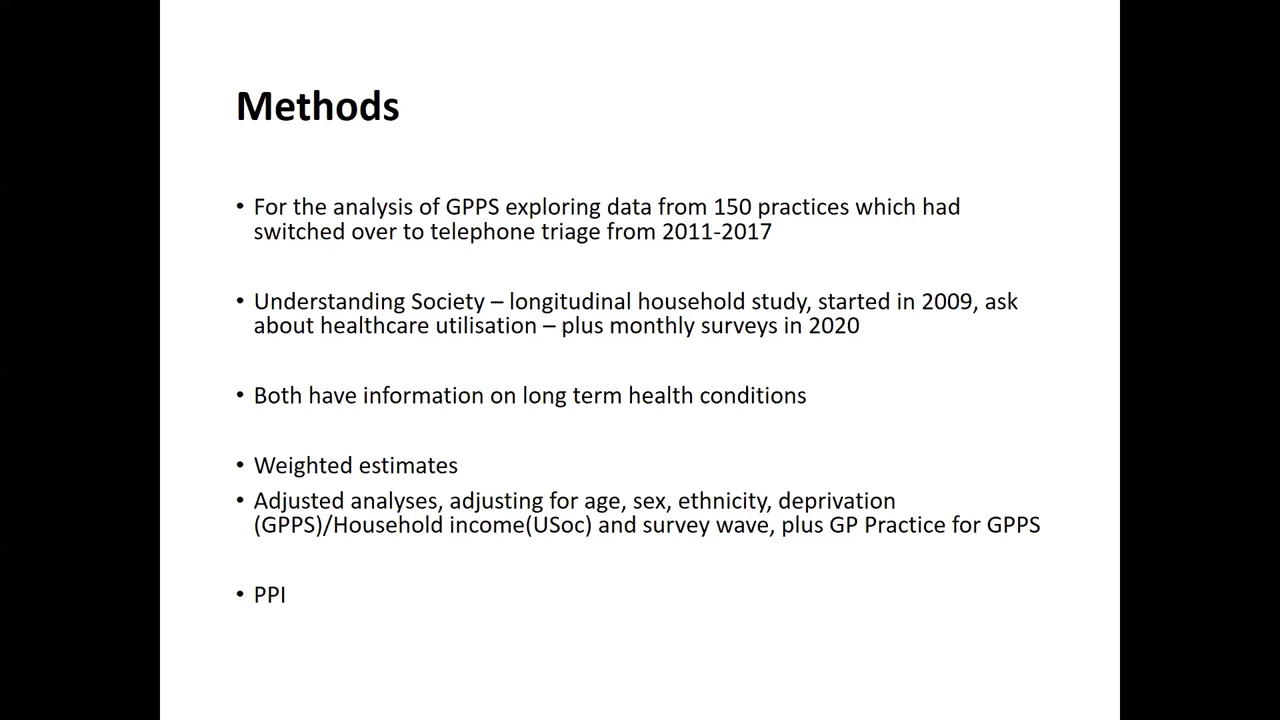 Methods
• For the analysis of GPPS exploring data from 150 practices which had
switched over to telephone triage from 2011-2017
• Understanding Society – longitudinal household study, started in 2009, ask
about healthcare utilisation – plus monthly surveys in 2020
• Both have information on long term health conditions
• Weighted estimates
• Adjusted analyses, adjusting for age, sex, ethnicity, deprivation
(GPPS)/Household income(USoc) and survey wave, plus GP Practice for GPPS
• PPI